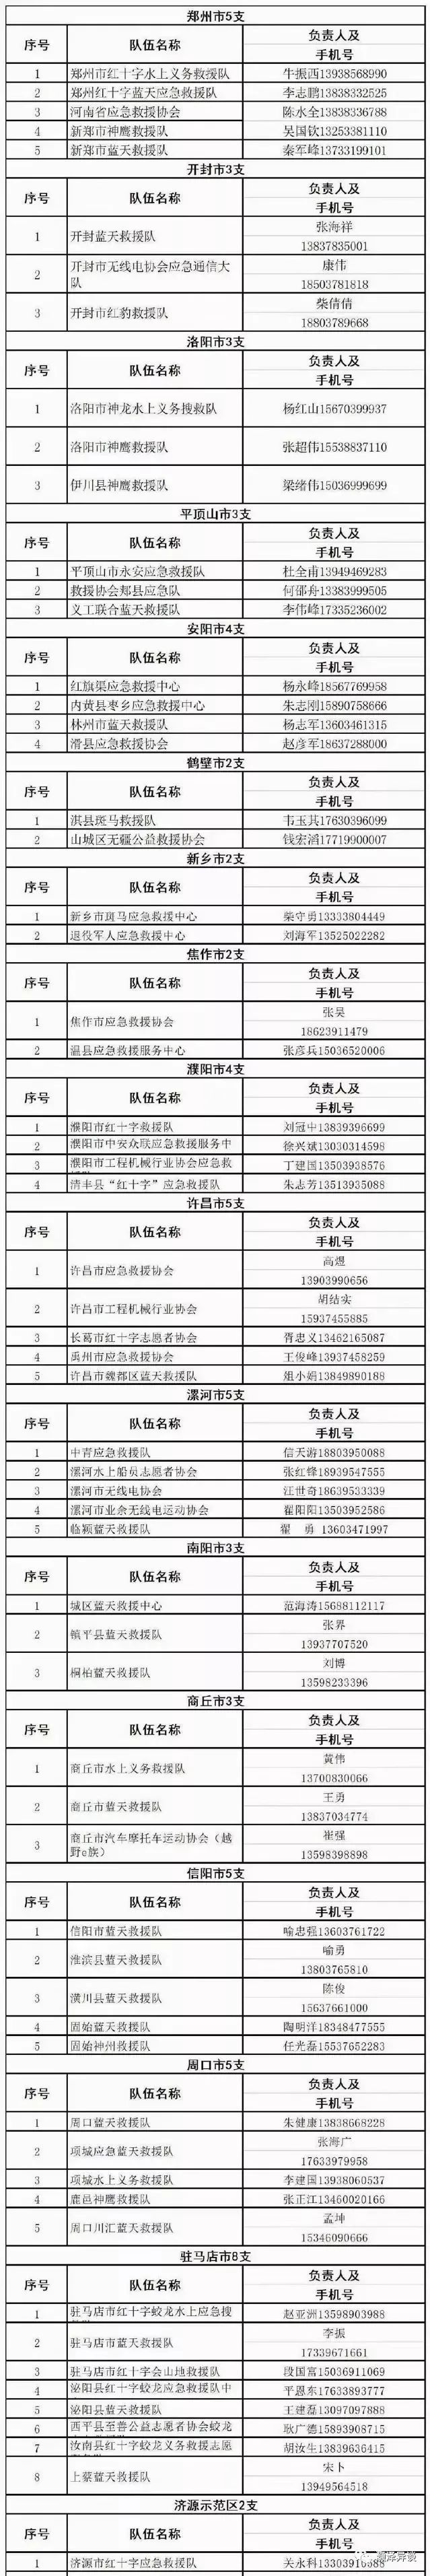 郑州市5支
序号 队伍名称 负责人及
手机号
1 郑州市红十字水上义务救援队 牛振西13938568990
2 郑州红十字蓝天应急救援队 李志鹏13838332525
3 河南省应急救援协会 陈水全13838336788
4 新郑市神鹰救援队 吴国钦13253381110
5 新郑市蓝天救援队 秦军峰13733199101
开封市3支
序号 队伍名称 负责人及
手机号
1 开封蓝天救援队 张海祥
13837835001
2 开封市无线电协会应急通信大
队 康伟
18503781818
3 开封市红豹救援队 柴倩倩
18803789668
洛阳市3支
序号 队伍名称 负责人及
手机号
1 洛阳市神龙水上义务搜救队 杨红山15670399937
2 洛阳市神鹰救援队 张超伟15538837110
3 伊川县神鹰救援队 梁绪伟15036999699
平顶山市3支
序号 队伍名称 负责人及
手机号
1 平顶山市永安应急救援队 杜全甫13949469283
2 救援协会郏县应急队 何邵舟13383999505
3 义工联合蓝天救援队 李伟峰17335236002
安阳市4支
序号 队伍名称 负责人及
手机号
1 红旗渠应急救援中心 杨永峰18567769958
2 内黄县枣乡应急救援中心 朱志刚15890758666
3 林州市蓝天救援队 杨志军13603461315
4 滑县应急救援协会 赵彦军18637288000
鹤壁市2支
序号 队伍名称 负责人及
手机号
1 淇县斑马救援队 韦玉其17630396099
2 山城区无疆公益救援协会 钱宏滔17719900007
新乡市2支
序号 队伍名称 负责人及
手机号
1 新乡市斑马应急救援中心 柴守勇13333804449
2 退役军人应急救援中心 刘海军13525022282
焦作市2支
序号 队伍名称 负责人及
手机号
1 焦作市应急救援协会 张昊
18623911479
2 温县应急救援服务中心 张彦兵15036520006
濮阳市4支
序号 队伍名称 负责人及
手机号
1 濮阳市红十字救援队 刘冠中13839396699
2 濮阳市中安众联应急救援服务中 徐兴斌13030314598
3 濮阳市工程机械行业协会应急救 丁建国13503938576
4 清丰县“红十字”应急救援队 朱志芳13513935088
许昌市5支
序号 队伍名称 负责人及
手机号
1 许昌市应急救援协会 高煜
13903990656
2 许昌市工程机械行业协会 胡结实
15937455885
3 长葛市红十字志愿者协会 胥忠义13462165087
4 禹州市应急救援协会 王俊峰13937458259
5 许昌市魏都区蓝天救援队 俎小娟13849890188
漯河市5支
序号 队伍名称 负责人及
手机号
1 中青应急救援队 信天游18803950088
2 漯河水上船员志愿者协会 张红锋18939547555
3 漯河市无线电协会 汪世奇18639533339
4 漯河市业余无线电运动协会 翟阳阳13503952586
5 临颍蓝天救援队 翟 勇 13603471997
南阳市3支
序号 队伍名称 负责人及
手机号
1 城区蓝天救援中心 范海涛15688112117
2 镇平县蓝天救援队 张界
13937707520
3 桐柏蓝天救援队 刘博
13598233396
商丘市3支
序号 队伍名称 负责人及
手机号
1 商丘市水上义务救援队 黄伟
13700830066
2 商丘市蓝天救援队 王勇
13837034774
3 商丘市汽车摩托车运动协会（越
野e族） 崔强
13598398898
信阳市5支
序号 队伍名称 负责人及
手机号
1 信阳市蓝天救援队 喻忠强13603761722
2 淮滨县蓝天救援队 喻勇
13803765810
3 潢川县蓝天救援队 陈俊
15637661000
4 固始蓝天救援队 陶明洋18348477555
5 固始神州救援队 任光磊15537652283
周口市5支
序号 队伍名称 负责人及
手机号
1 周口蓝天救援队 朱健康13838668228
2 项城应急蓝天救援队 张海广
17633979958
3 项城水上义务救援队 李建国13938060537
4 鹿邑神鹰救援队 张正江13460020166
5 周口川汇蓝天救援队 孟坤
15346090666
驻马店市8支
序号 队伍名称 负责人及
手机号
1 驻马店市红十字蛟龙水上应急搜 赵亚洲13598903988
2 驻马店市蓝天救援队 李振
17339671661
3 驻马店市红十字会山地救援队 段国富15036911069
4 泌阳县红十字蛟龙应急救援队中 平恩东17633893777
5 泌阳县蓝天救援队 王建磊13097097888
6 西平县至善公益志愿者协会蛟龙 耿广德15893908715
7 汝南县红十字蛟龙义务救援志愿 胡汝生13839636415
8 上蔡蓝天救援队 宋卜
13949564518
济源示范区2支
序号 队伍名称 负责人及
手机号
1 济源市红十字应急救援队